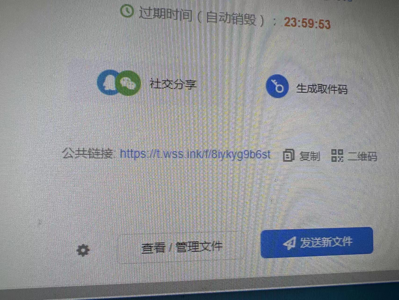 过期时间（自动销毁）：23:59:53
社交分享
生成取件码
公共链接: https://t.wss.ink/f/8iykyg9b6st 复制 二维码
查看 / 管理文件
发送新文件